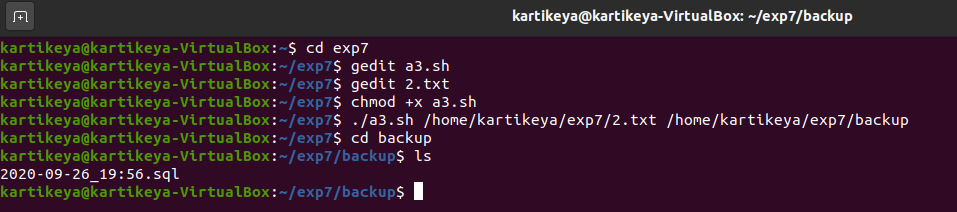 kartikeya@kartikeya-VirtualBox: ~/exp7/backup
kartikeya@kartikeya-VirtualBox:~$ cd exp7
kartikeya@kartikeya-VirtualBox:~/exp7$ gedit a3.sh
kartikeya@kartikeya-VirtualBox:~/exp7$ gedit 2.txt
kartikeya@kartikeya-VirtualBox:~/exp7$ chmod +x a3.sh
kartikeya@kartikeya-VirtualBox:~/exp7$ ./a3.sh /home/kartikeya/exp7/2.txt /home/kartikeya/exp7/backup
kartikeya@kartikeya-VirtualBox:~/exp7$ cd backup
kartikeya@kartikeya-VirtualBox:~/exp7/backup$ ls
2020-09-26_19:56.sql
kartikeya@kartikeya-VirtualBox:~/exp7/backup$